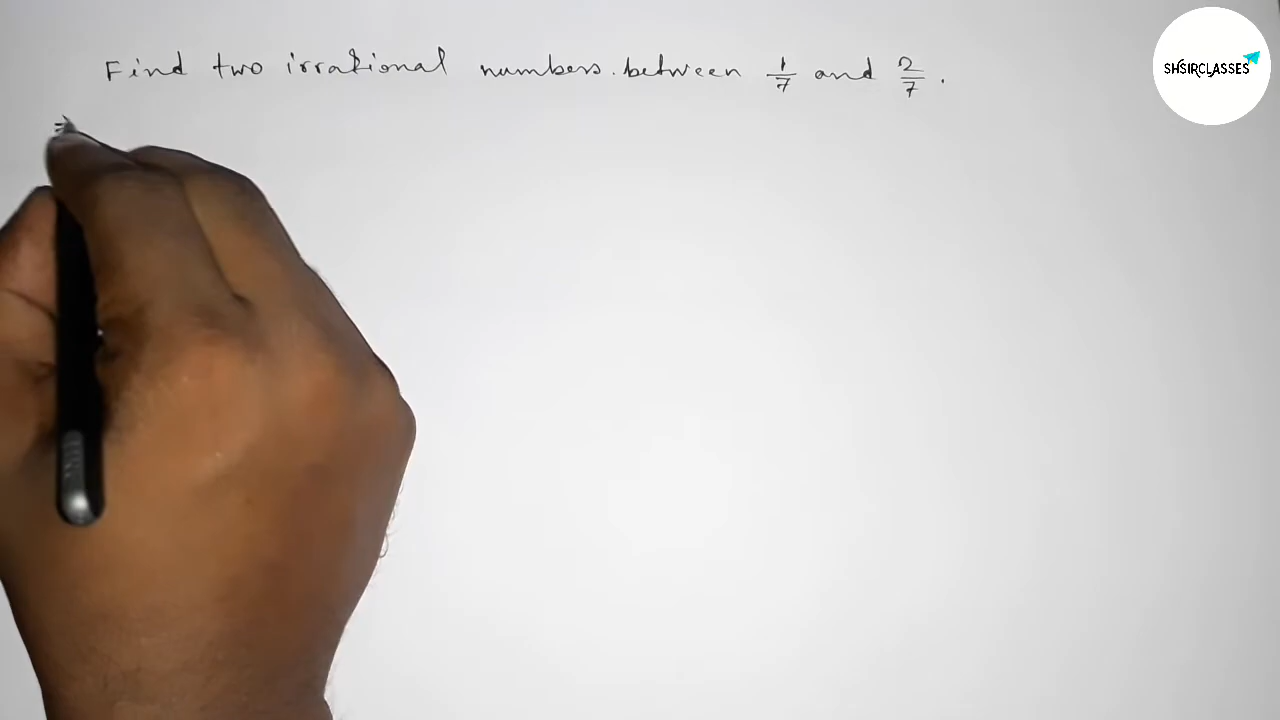 Find two irrational numbers. between 1/7 and 2/7.
SHSIRCLASSES